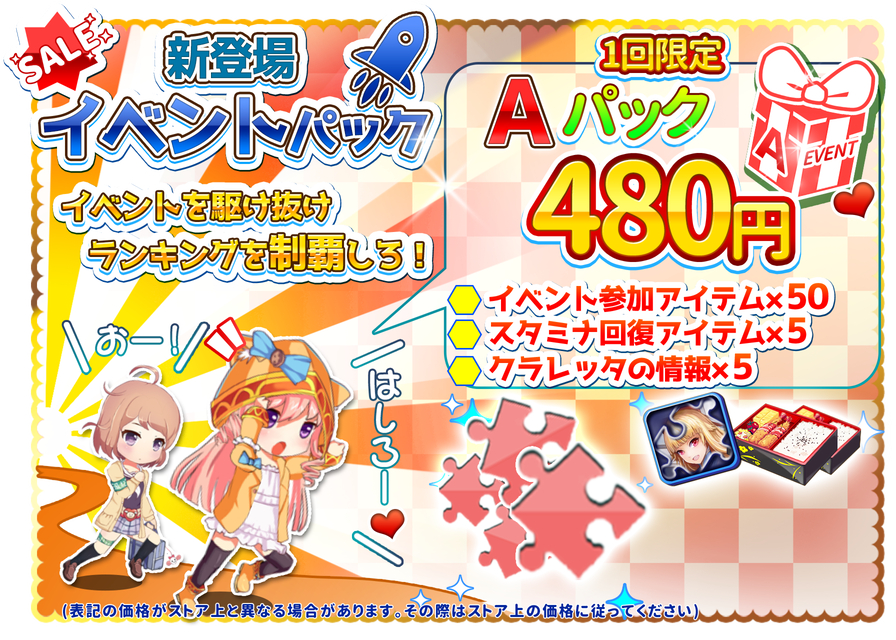 SALE
新登場
イベントパック
イベントを駆け抜け
ランキングを制覇しろ！
1回限定
Aパック
480円
A EVENT
イベント参加アイテム×50
スタミナ回復アイテム×5
クラレッタの情報×5
おー！
はしろー
(表記の価格がストア上と異なる場合があります。その際はストア上の価格に従ってください)